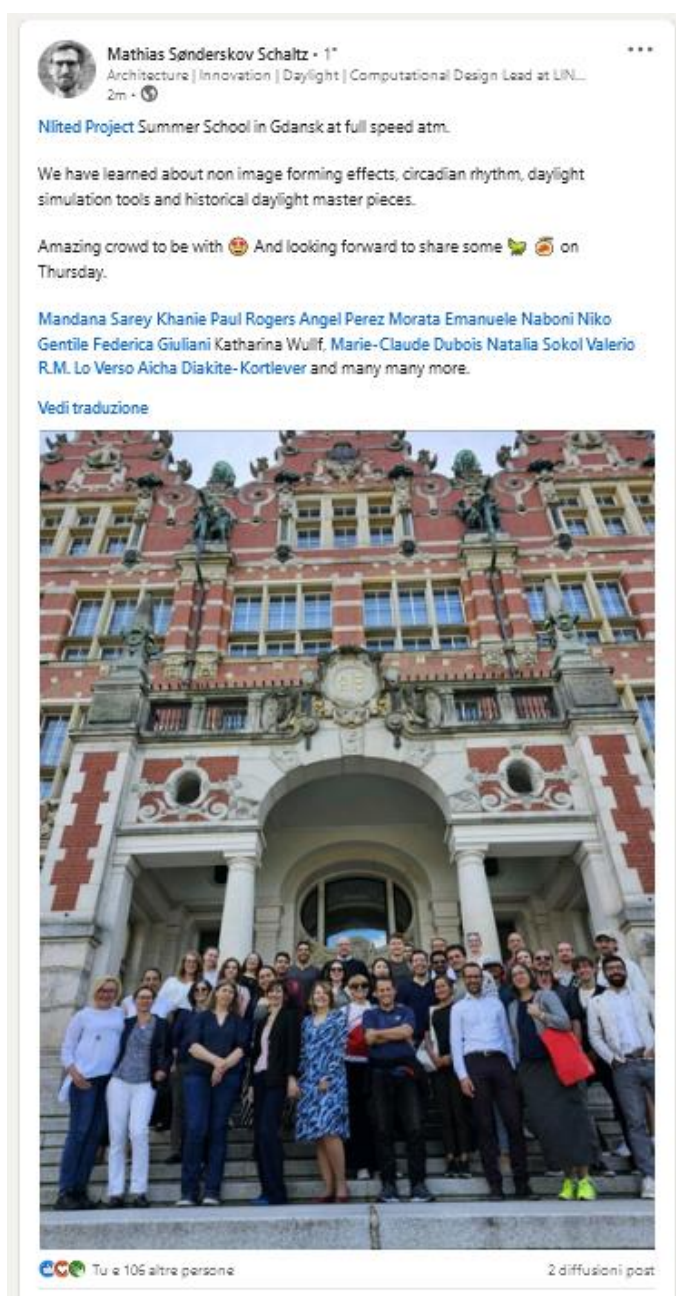 Mathias Sønderskov Schaltz • 1°
Architecture | Innovation | Daylight | Computational Design Lead at LIN...
2m •
Nlited Project Summer School in Gdansk at full speed atm.
We have learned about non image forming effects, circadian rhythm, daylight
simulation tools and historical daylight master pieces.
Amazing crowd to be with 🤩 And looking forward to share some on
Thursday.
Mandana Sarey Khanie Paul Rogers Angel Perez Morata Emanuele Naboni Niko
Gentile Federica Giuliani Katharina Wullf, Marie-Claude Dubois Natalia Sokol Valerio
R.M. Lo Verso Aicha Diakite-Kortlever and many many more.
Vedi traduzione
Tu e 106 altre persone
2 diffusioni post